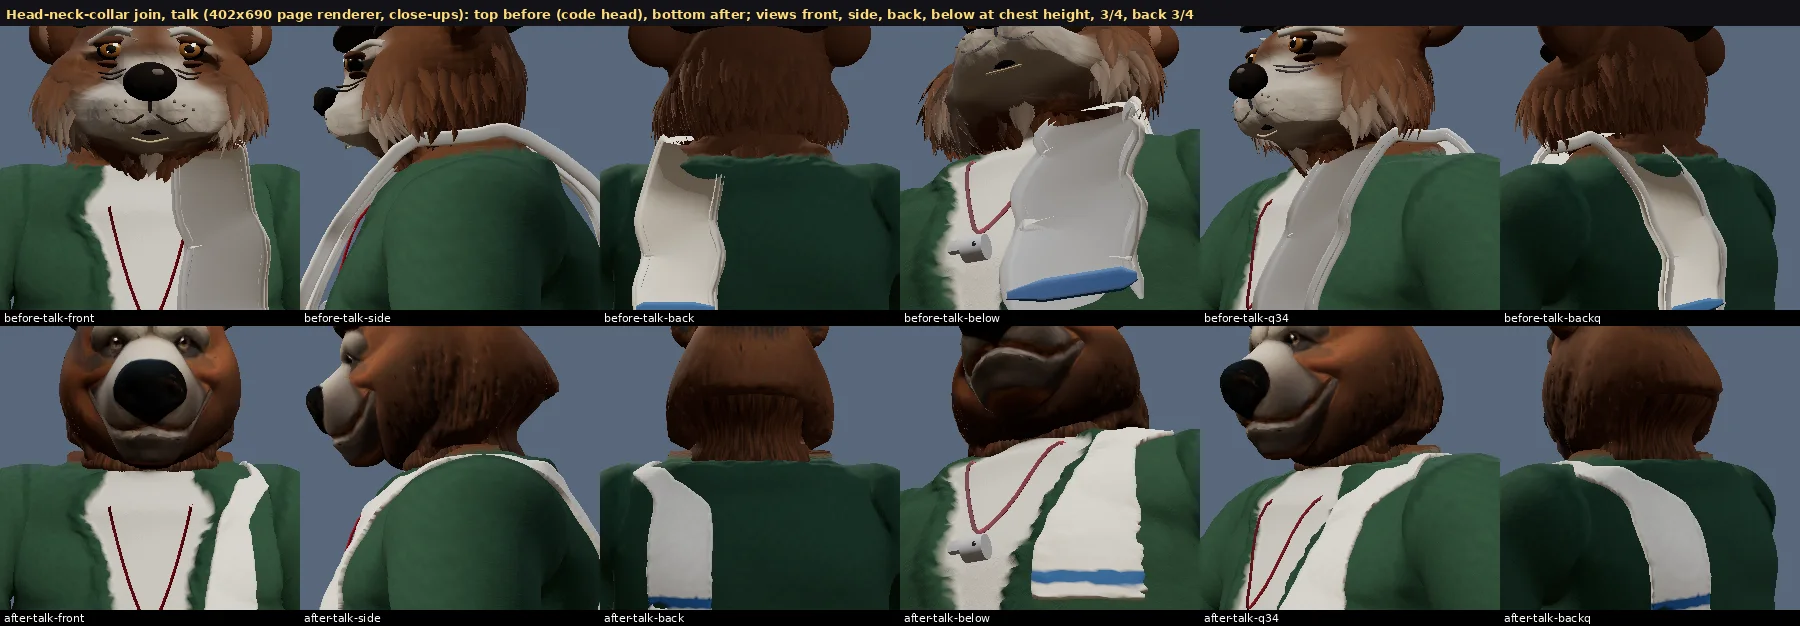 Head-neck-collar join, talk (402x690 page renderer, close-ups): top before (code head), bottom after; views front, side, back, below at chest height, 3/4, back 3/4
before-talk-front before-talk-side before-talk-back before-talk-below before-talk-q34 before-talk-backq
after-talk-front after-talk-side after-talk-back after-talk-below after-talk-q34 after-talk-backq